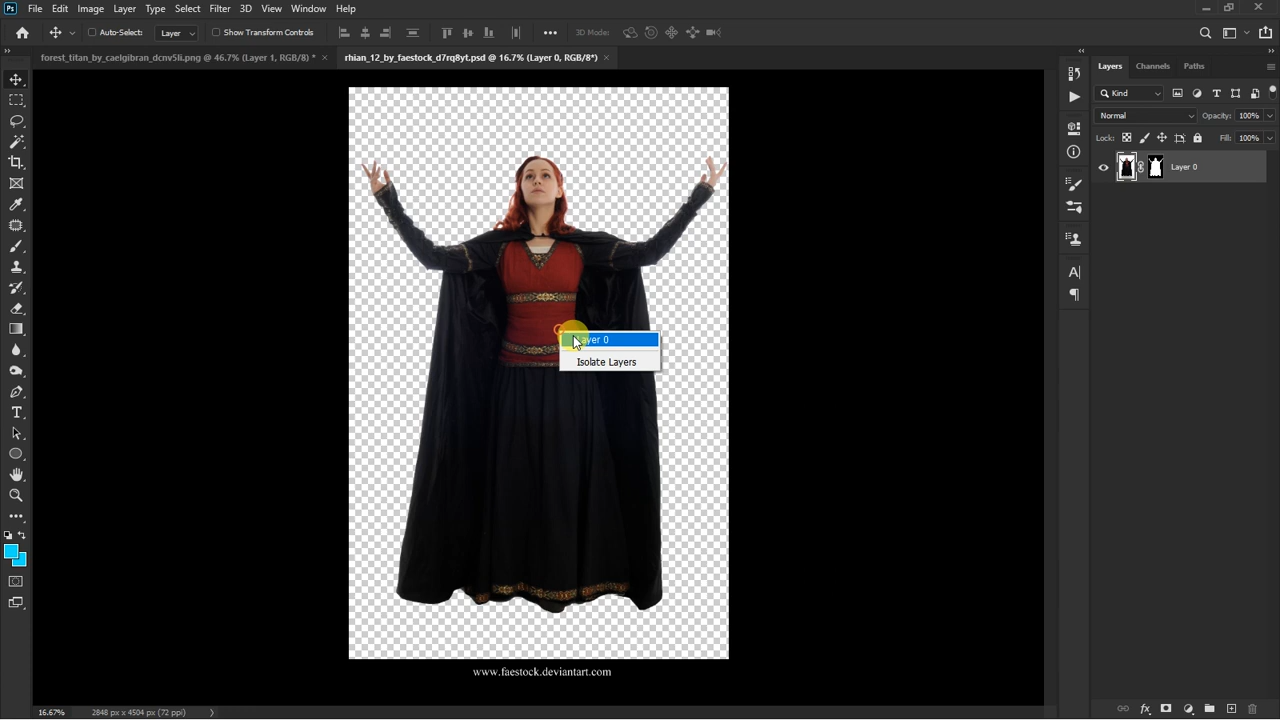 Ps File Edit Image Layer Type Select Filter 3D View Window Help
Auto-Select: Layer Show Transform Controls 3D Mode:
forest_titan_by_caelgibran_dcnv5li.png @ 46.7% (Layer 1, RGB/8) * × rhian_12_by_faestock_d7rq8yt.psd @ 16.7% (Layer 0, RGB/8*) ×
Layers Channels Paths
Kind
Normal Opacity: 100%
Lock: Fill: 100%
Layer 0
Layer 0
Isolate Layers
www.faestock.deviantart.com
16.67% 2848 px x 4504 px (72 ppi)